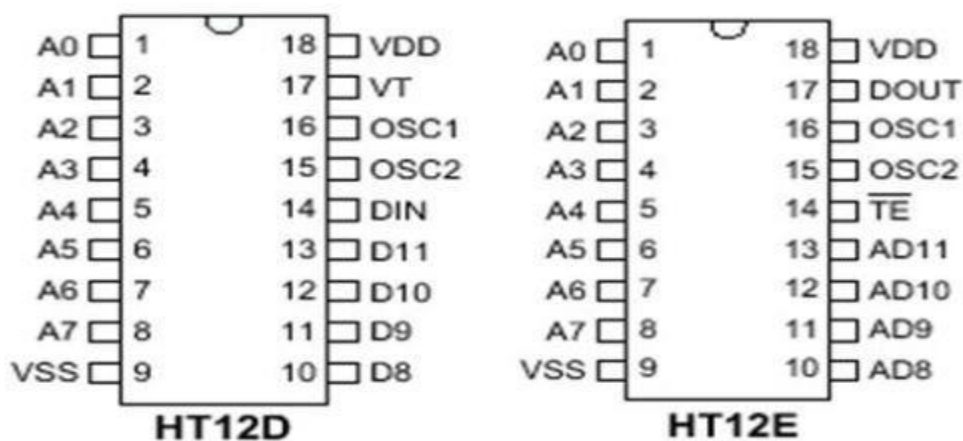 A0 1 18 VDD
A1 2 17 VT
A2 3 16 OSC1
A3 4 15 OSC2
A4 5 14 DIN
A5 6 13 D11
A6 7 12 D10
A7 8 11 D9
VSS 9 10 D8
HT12D
A0 1 18 VDD
A1 2 17 DOUT
A2 3 16 OSC1
A3 4 15 OSC2
A4 5 14 T̅E̅
A5 6 13 AD11
A6 7 12 AD10
A7 8 11 AD9
VSS 9 10 AD8
HT12E